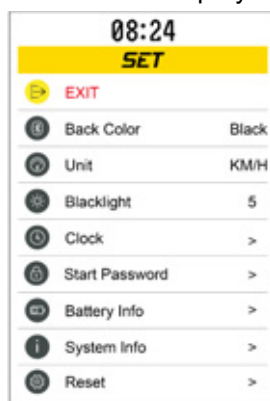 08:24
SET
EXIT
Back Color Black
Unit KM/H
Blacklight 5
Clock >
Start Password >
Battery Info >
System Info >
Reset >